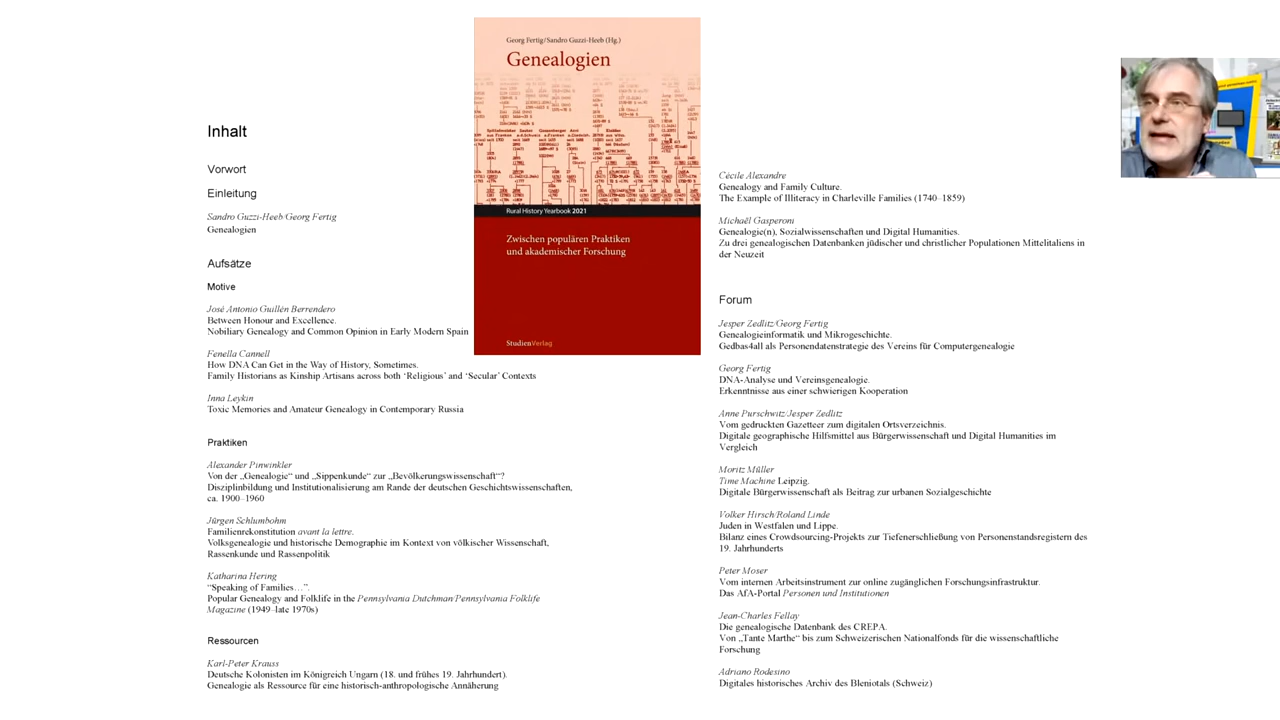 Inhalt
Vorwort
Einleitung
Sandro Guzzi-Heeb/Georg Fertig
Genealogien
Aufsätze
Motive
José Antonio Guillén Berrendero
Between Honour and Excellence.
Nobiliary Genealogy and Common Opinion in Early Modern Spain
Fenella Cannell
How DNA Can Get in the Way of History, Sometimes.
Family Historians as Kinship Artisans across both ‘Religious’ and ‘Secular’ Contexts
Inna Leykin
Toxic Memories and Amateur Genealogy in Contemporary Russia
Praktiken
Alexander Pinwinkler
Von der „Genealogie“ und „Sippenkunde“ zur „Bevölkerungswissenschaft“?
Disziplinbildung und Institutionalisierung am Rande der deutschen Geschichtswissenschaften,
ca. 1900–1960
Jürgen Schlumbohm
Familienrekonstitution avant la lettre.
Volksgenealogie und historische Demographie im Kontext von völkischer Wissenschaft,
Rassenkunde und Rassenpolitik
Katharina Hering
“Speaking of Families…”.
Popular Genealogy and Folklife in the Pennsylvania Dutchman/Pennsylvania Folklife
Magazine (1949–late 1970s)
Ressourcen
Karl-Peter Krauss
Deutsche Kolonisten im Königreich Ungarn (18. und frühes 19. Jahrhundert).
Genealogie als Ressource für eine historisch-anthropologische Annäherung
Georg Fertig/Sandro Guzzi-Heeb (Hg.)
Genealogien
Rural History Yearbook 2021
Zwischen populären Praktiken
und akademischer Forschung
StudienVerlag
Cécile Alexandre
Genealogy and Family Culture.
The Example of Illiteracy in Charleville Families (1740–1859)
Michaël Gasperoni
Genealogie(n), Sozialwissenschaften und Digital Humanities.
Zu drei genealogischen Datenbanken jüdischer und christlicher Populationen Mittelitaliens in
der Neuzeit
Forum
Jesper Zedlitz/Georg Fertig
Genealogieinformatik und Mikrogeschichte.
Gedbas4all als Personendatenstrategie des Vereins für Computergenealogie
Georg Fertig
DNA-Analyse und Vereinsgenealogie.
Erkenntnisse aus einer schwierigen Kooperation
Anne Purschwitz/Jesper Zedlitz
Vom gedruckten Gazetteer zum digitalen Ortsverzeichnis.
Digitale geographische Hilfsmittel aus Bürgerwissenschaft und Digital Humanities im
Vergleich
Moritz Müller
Time Machine Leipzig.
Digitale Bürgerwissenschaft als Beitrag zur urbanen Sozialgeschichte
Volker Hirsch/Roland Linde
Juden in Westfalen und Lippe.
Bilanz eines Crowdsourcing-Projekts zur Tiefenerschließung von Personenstandsregistern des
19. Jahrhunderts
Peter Moser
Vom internen Arbeitsinstrument zur online zugänglichen Forschungsinfrastruktur.
Das AfA-Portal Personen und Institutionen
Jean-Charles Fellay
Die genealogische Datenbank des CREPA.
Von „Tante Marthe“ bis zum Schweizerischen Nationalfonds für die wissenschaftliche
Forschung
Adriano Rodesino
Digitales historisches Archiv des Bleniotals (Schweiz)